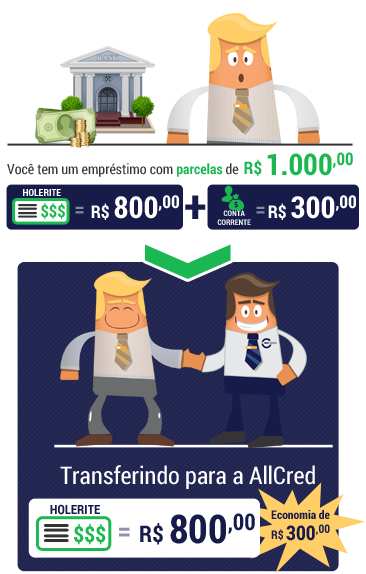 BANK
Você tem um empréstimo com parcelas de R$ 1.000,00
HOLERITE
$$$ = R$ 800,00 + CONTA CORRENTE $ = R$ 300,00
Transferindo para a AllCred
HOLERITE
$$$ = R$ 800,00
Economia de
R$ 300,00